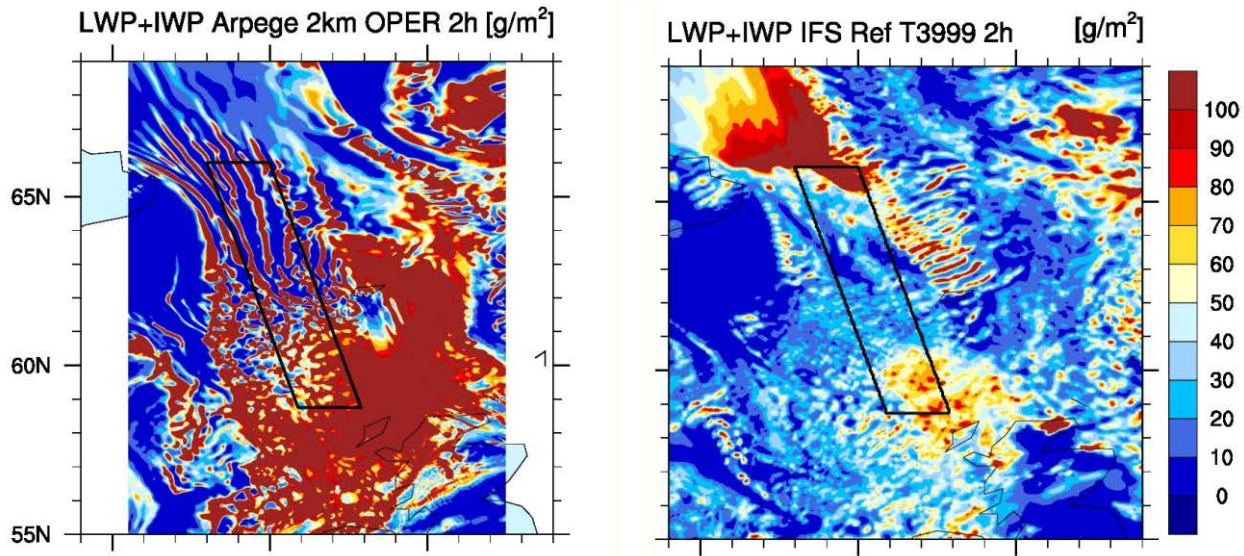 LWP+IWP Arpege 2km OPER 2h [g/m²]
LWP+IWP IFS Ref T3999 2h [g/m²]
65N
60N
55N
100
90
80
70
60
50
40
30
20
10
0